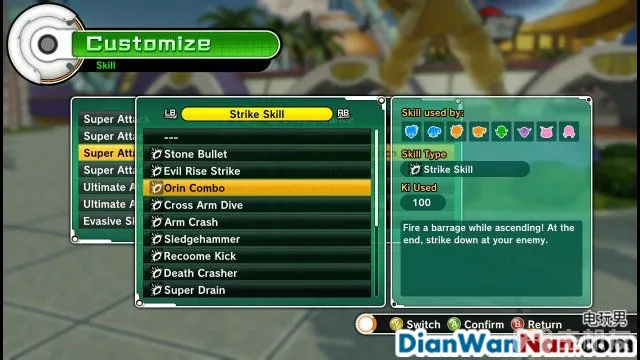 Customize
Skill
LB Strike Skill RB
Super Atta
Super Atta
Super Atta
Super Atta
Ultimate A
Ultimate A
Evasive Sk
---
Stone Bullet
Evil Rise Strike
Orin Combo
Cross Arm Dive
Arm Crash
Sledgehammer
Recoome Kick
Death Crasher
Super Drain
Skill used by:
Skill Type
Strike Skill
Ki Used
100
Fire a barrage while ascending! At the
end, strike down at your enemy.
Y Switch A Confirm B Return
电玩男
DianWanNan.com